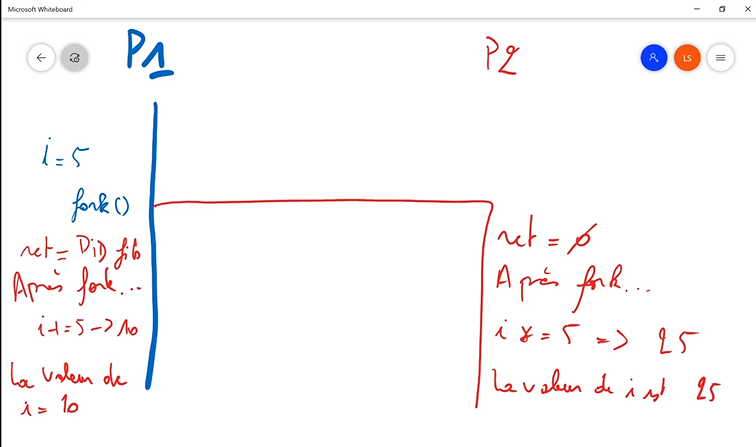 Microsoft Whiteboard
P1
P2
LS
i = 5
fork()
ret = PiD fils
Après fork...
i += 5 -> 10
La valeur de
i = 10
ret = 0
Après fork...
i *= 5 => 25
La valeur de i est 25